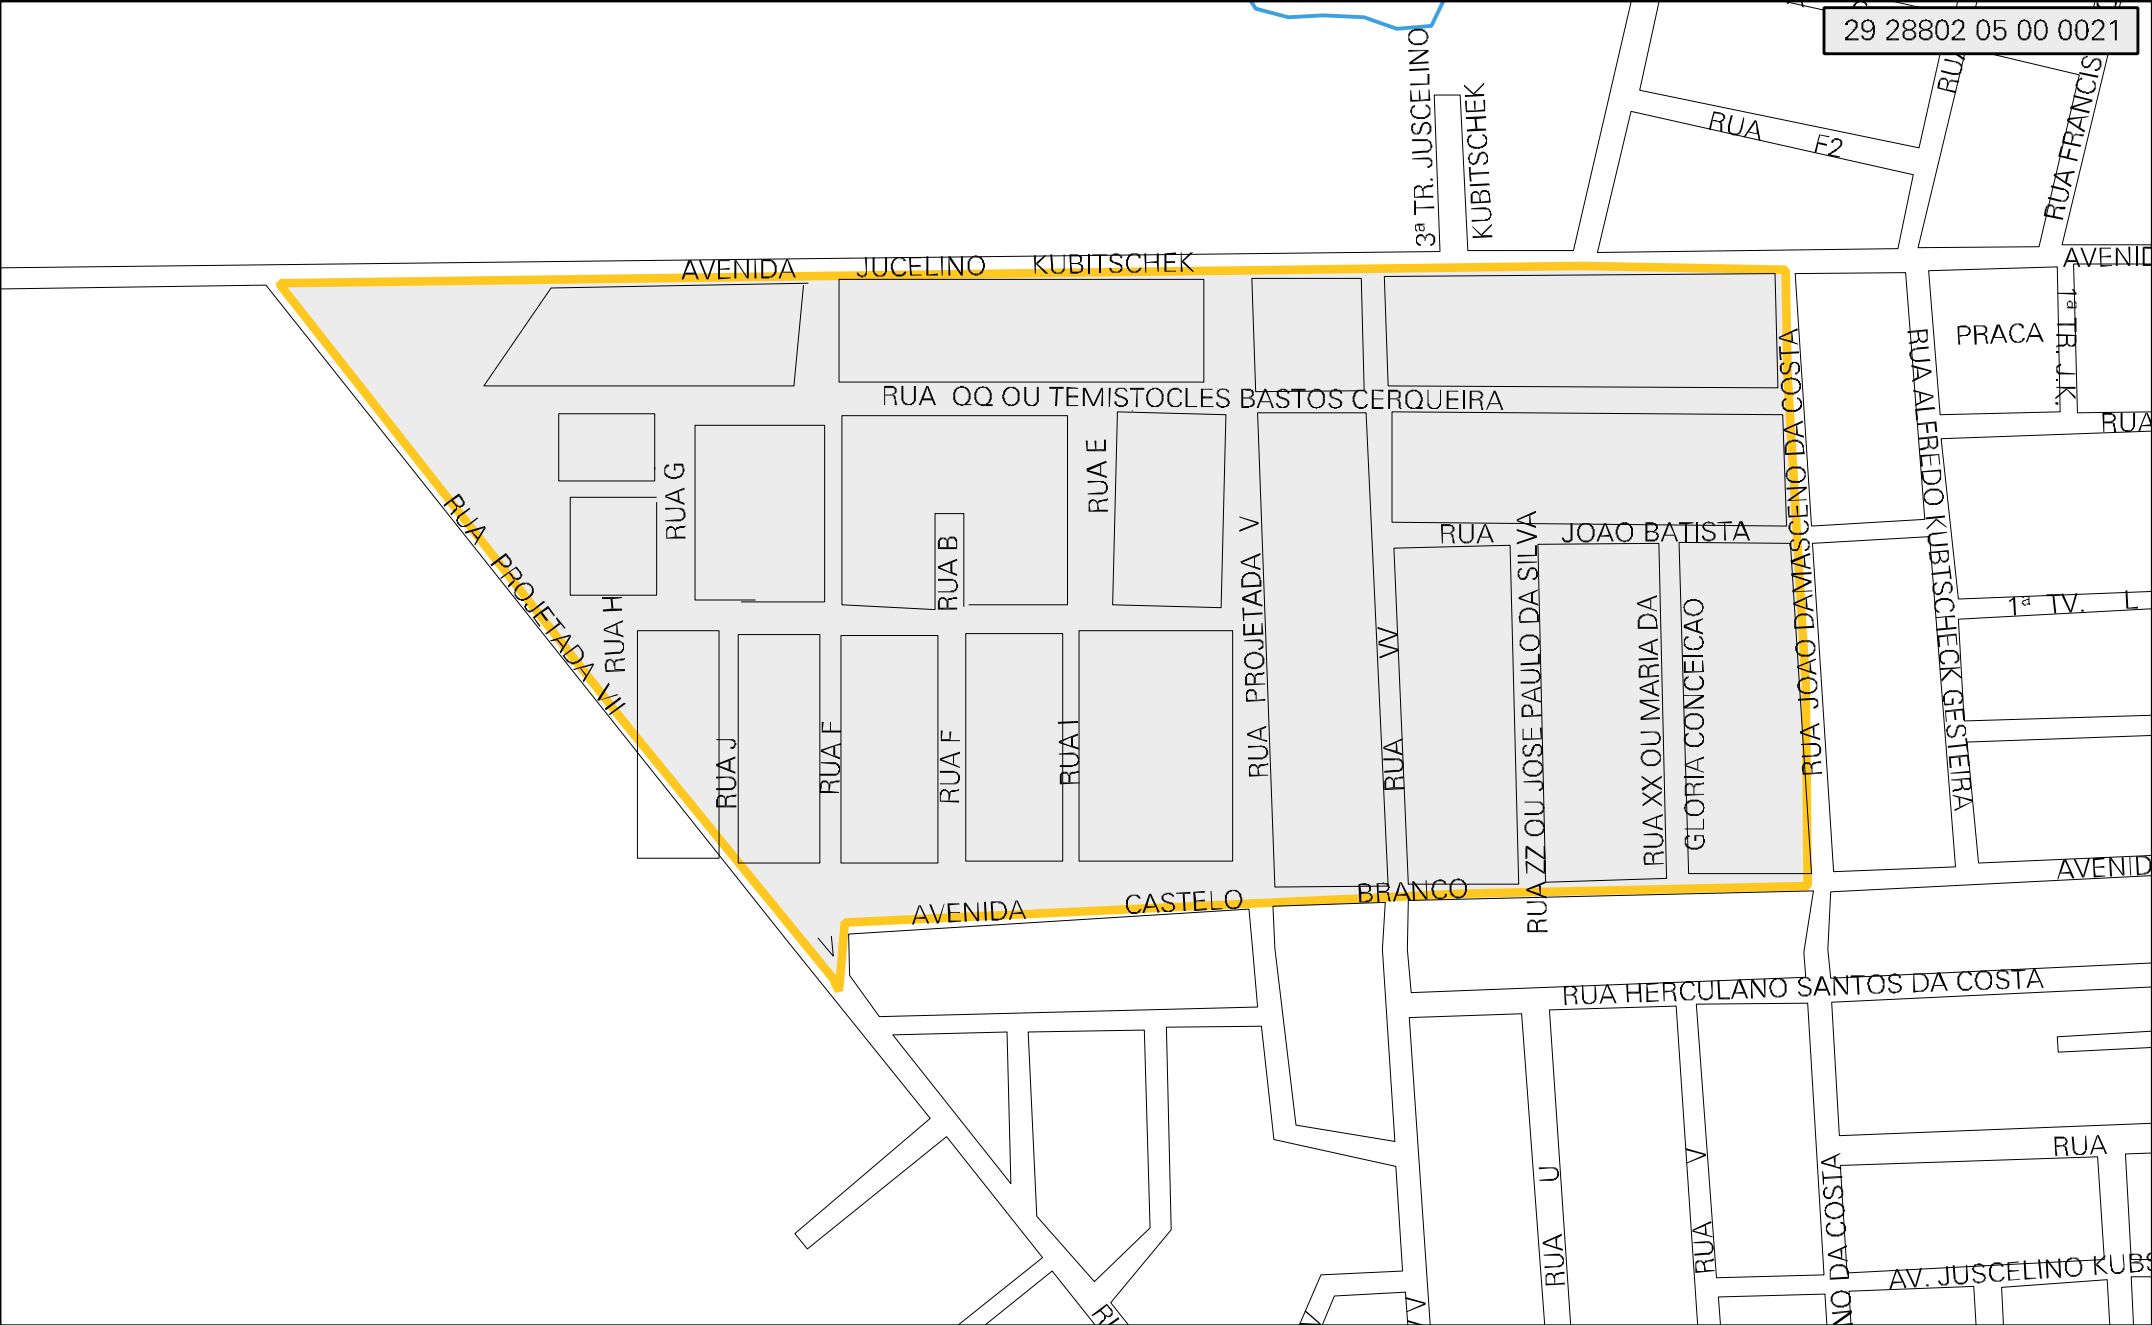 29 28802 05 00 0021
3ª TR. JUSCELINO
KUBITSCHEK
RUA F2
RUA FRANCIS
AVENIDA JUCELINO KUBITSCHEK
AVENID
PRACA
1ª TR. J.K.
RUA QQ OU TEMISTOCLES BASTOS CERQUEIRA
RUA
RUA G
RUA E
RUA B
RUA H
RUA PROJETADA VII
RUA PROJETADA V
RUA JOAO BATISTA
RUA VV
RUA ZZ OU JOSE PAULO DA SILVA
RUA XX OU MARIA DA
GLORIA CONCEICAO
RUA JOAO DAMASCENO DA COSTA
RUA ALFREDO KUBTSCHECK GESTEIRA
1ª TV. L
RUA J
RUA F
RUA F
RUA I
AVENIDA CASTELO BRANCO
AVENID
V
RUA HERCULANO SANTOS DA COSTA
RUA U
RUA V
RUA
NO DA COSTA
AV. JUSCELINO KUBS